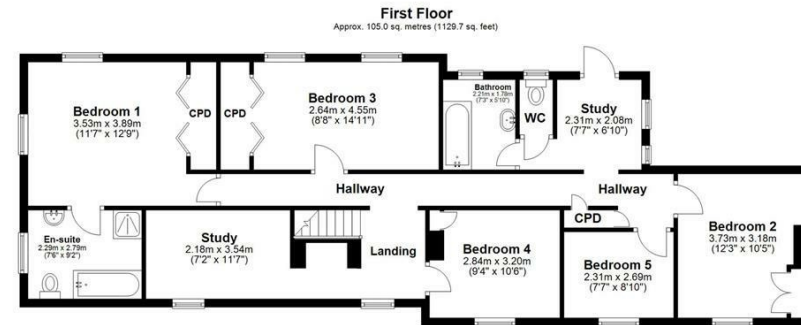 First Floor
Approx. 105.0 sq. metres (1129.7 sq. feet)
Bedroom 1
3.53m x 3.89m
(11'7" x 12'9")
CPD
CPD
Bedroom 3
2.64m x 4.55m
(8'8" x 14'11")
Bathroom
2.21m x 1.78m
(7'3" x 5'10")
WC
Study
2.31m x 2.08m
(7'7" x 6'10")
Hallway
Hallway
En-suite
2.29m x 2.79m
(7'6" x 9'2")
Study
2.18m x 3.54m
(7'2" x 11'7")
Landing
Bedroom 4
2.84m x 3.20m
(9'4" x 10'6")
CPD
Bedroom 5
2.31m x 2.69m
(7'7" x 8'10")
Bedroom 2
3.73m x 3.18m
(12'3" x 10'5")